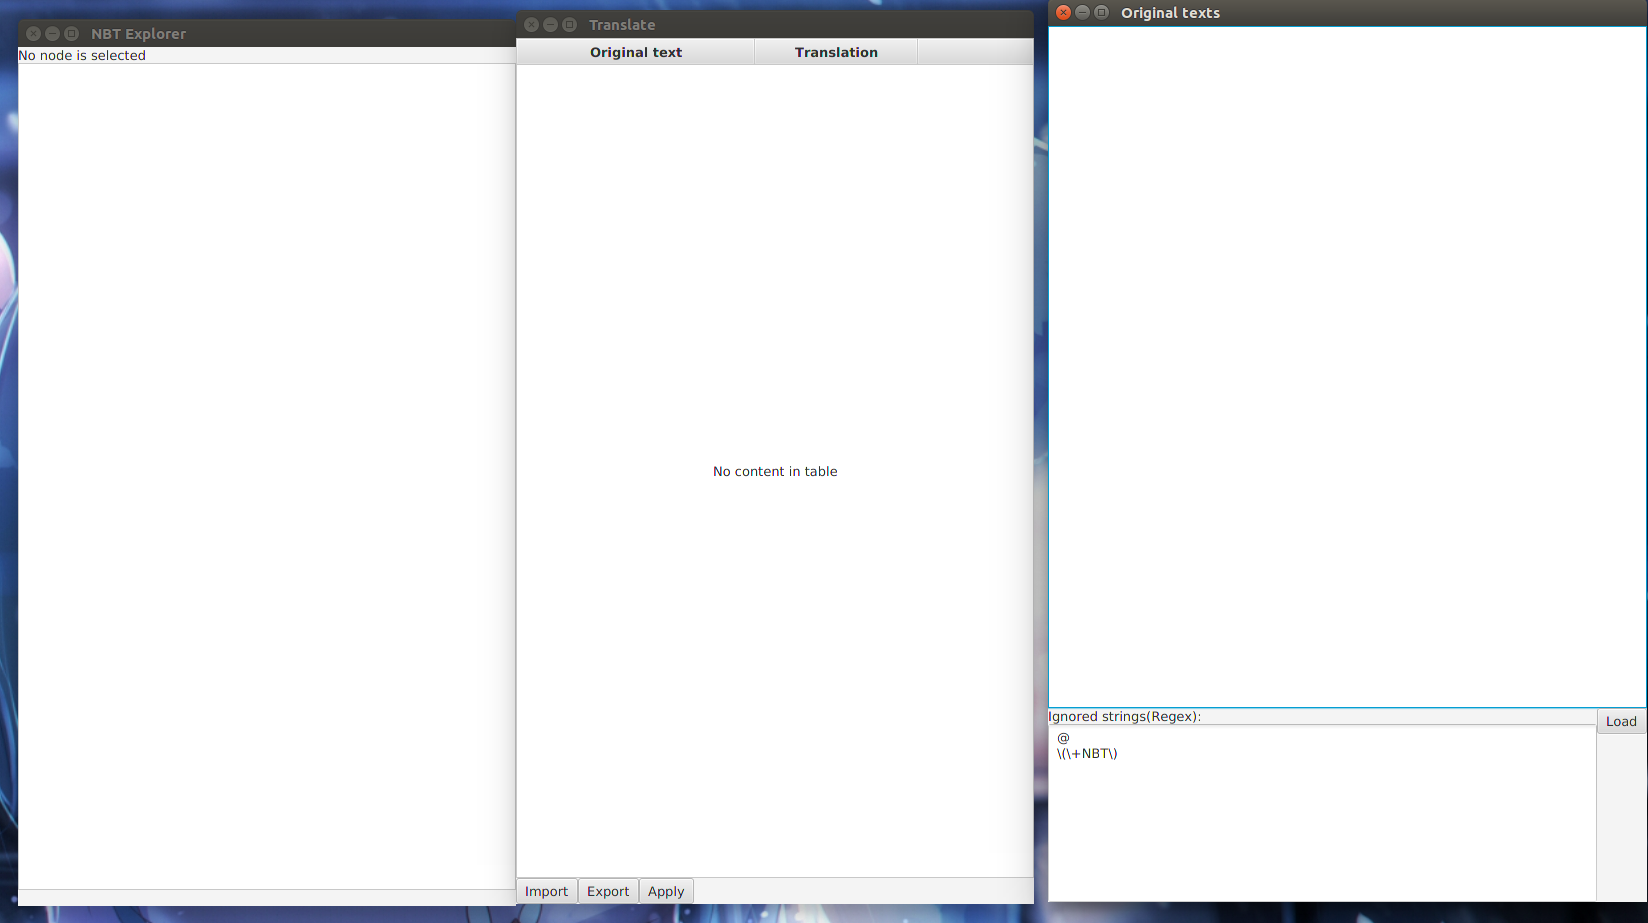 NBT Explorer
No node is selected
Translate
Original text Translation
No content in table
Import Export Apply
Original texts
Ignored strings(Regex):
Load
@
\(\+NBT\)